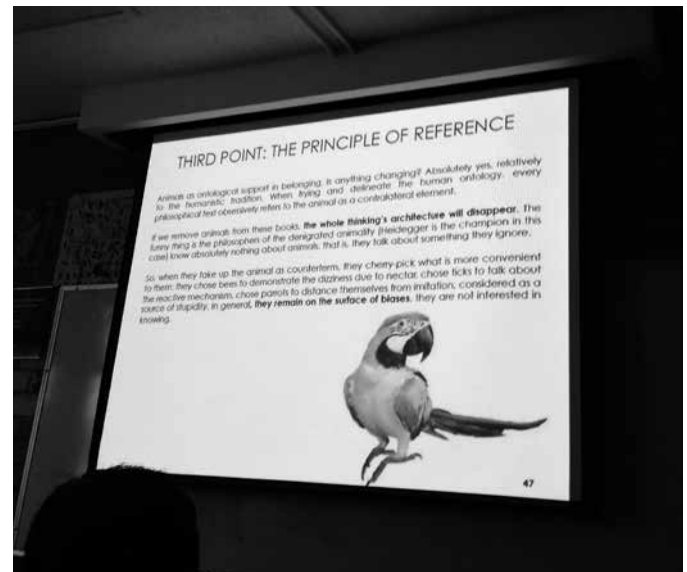 THIRD POINT: THE PRINCIPLE OF REFERENCE
Animals as ontological support in belonging. Is anything changing? Absolutely yes, relatively
to the humanistic tradition. When trying and delineate the human ontology, every
philosophical text obsessively refers to the animal as a contralateral element.
If we remove animals from these books, the whole thinking's architecture will disappear. The
funny thing is the philosophers of the denigrated animality (Heidegger is the champion in this
case) know absolutely nothing about animals, that is, they talk about something they ignore.
So, when they take up the animal as counterterm, they cherry-pick what is more convenient
to them: they chose bees to demonstrate the dizziness due to nectar, chose ticks to talk about
the reactive mechanism, chose parrots to distance themselves from imitation, considered as a
source of stupidity. In general, they remain on the surface of biases, they are not interested in
knowing.
47